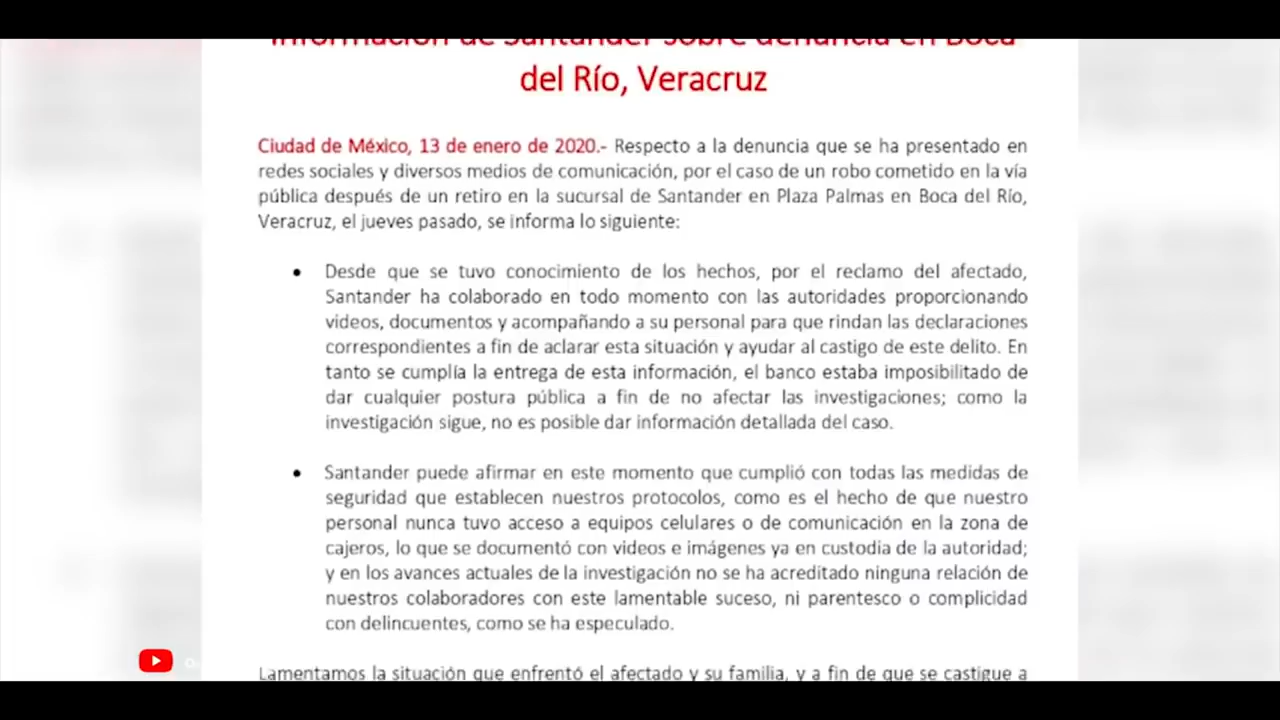 Información de Santander sobre denuncia en Boca
del Río, Veracruz
Ciudad de México, 13 de enero de 2020.- Respecto a la denuncia que se ha presentado en
redes sociales y diversos medios de comunicación, por el caso de un robo cometido en la vía
pública después de un retiro en la sucursal de Santander en Plaza Palmas en Boca del Río,
Veracruz, el jueves pasado, se informa lo siguiente:
• Desde que se tuvo conocimiento de los hechos, por el reclamo del afectado,
Santander ha colaborado en todo momento con las autoridades proporcionando
videos, documentos y acompañando a su personal para que rindan las declaraciones
correspondientes a fin de aclarar esta situación y ayudar al castigo de este delito. En
tanto se cumplía la entrega de esta información, el banco estaba imposibilitado de
dar cualquier postura pública a fin de no afectar las investigaciones; como la
investigación sigue, no es posible dar información detallada del caso.
• Santander puede afirmar en este momento que cumplió con todas las medidas de
seguridad que establecen nuestros protocolos, como es el hecho de que nuestro
personal nunca tuvo acceso a equipos celulares o de comunicación en la zona de
cajeros, lo que se documentó con videos e imágenes ya en custodia de la autoridad;
y en los avances actuales de la investigación no se ha acreditado ninguna relación de
nuestros colaboradores con este lamentable suceso, ni parentesco o complicidad
con delincuentes, como se ha especulado.
Lamentamos la situación que enfrentó el afectado y su familia, y a fin de que se castigue a